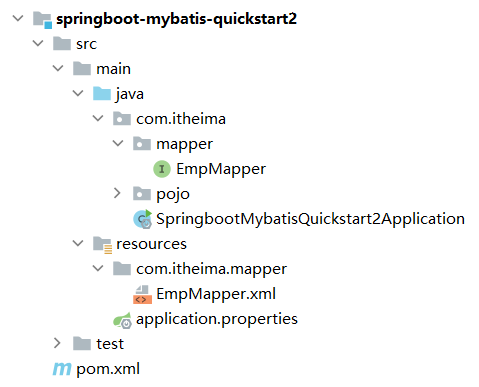 springboot-mybatis-quickstart2
src
main
java
com.itheima
mapper
EmpMapper
pojo
SpringbootMybatisQuickstart2Application
resources
com.itheima.mapper
EmpMapper.xml
application.properties
test
pom.xml